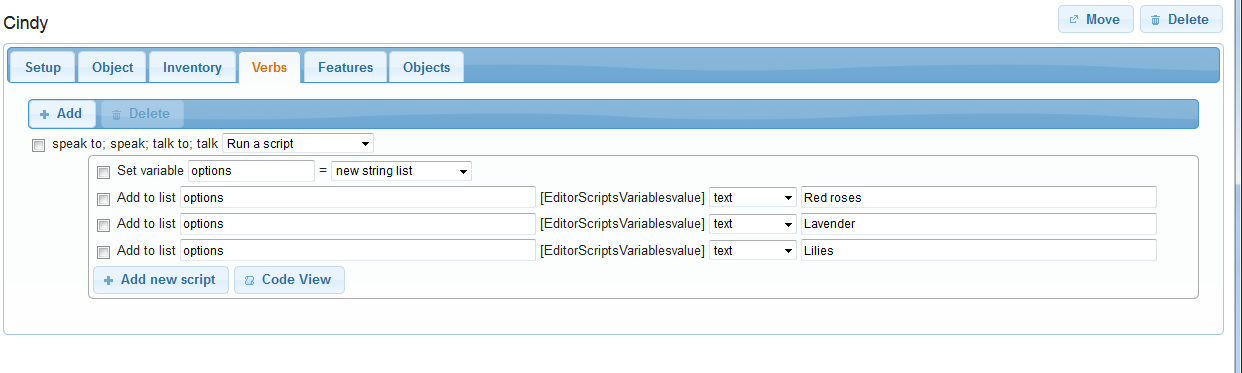 Cindy
Move Delete
Setup Object Inventory Verbs Features Objects
Add Delete
speak to; speak; talk to; talk Run a script
Set variable options = new string list
Add to list options [EditorScriptsVariablesvalue] text Red roses
Add to list options [EditorScriptsVariablesvalue] text Lavender
Add to list options [EditorScriptsVariablesvalue] text Lilies
Add new script Code View